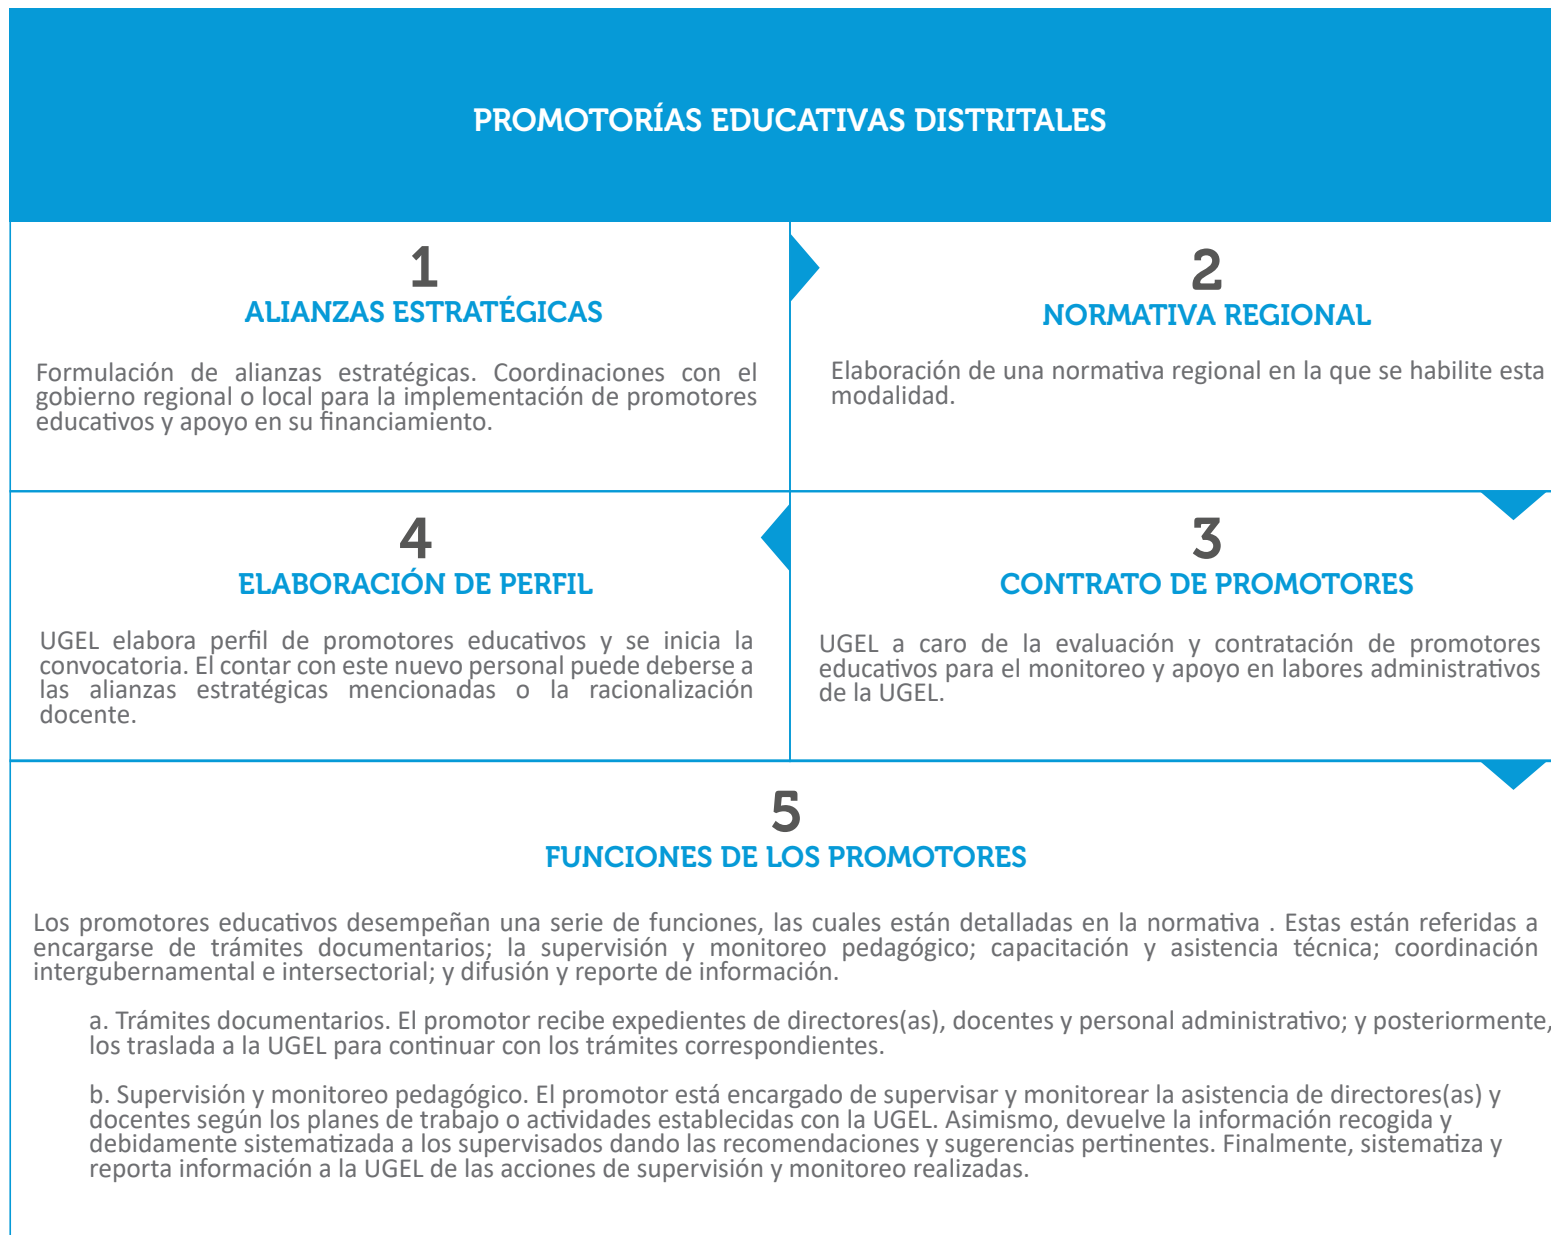 PROMOTORÍAS EDUCATIVAS DISTRITALES
1
ALIANZAS ESTRATÉGICAS
Formulación de alianzas estratégicas. Coordinaciones con el
gobierno regional o local para la implementación de promotores
educativos y apoyo en su financiamiento.
2
NORMATIVA REGIONAL
Elaboración de una normativa regional en la que se habilite esta
modalidad.
3
CONTRATO DE PROMOTORES
UGEL a caro de la evaluación y contratación de promotores
educativos para el monitoreo y apoyo en labores administrativos
de la UGEL.
4
ELABORACIÓN DE PERFIL
UGEL elabora perfil de promotores educativos y se inicia la
convocatoria. El contar con este nuevo personal puede deberse a
las alianzas estratégicas mencionadas o la racionalización
docente.
5
FUNCIONES DE LOS PROMOTORES
Los promotores educativos desempeñan una serie de funciones, las cuales están detalladas en la normativa . Estas están referidas a
encargarse de trámites documentarios; la supervisión y monitoreo pedagógico; capacitación y asistencia técnica; coordinación
intergubernamental e intersectorial; y difusión y reporte de información.
a. Trámites documentarios. El promotor recibe expedientes de directores(as), docentes y personal administrativo; y posteriormente,
los traslada a la UGEL para continuar con los trámites correspondientes.
b. Supervisión y monitoreo pedagógico. El promotor está encargado de supervisar y monitorear la asistencia de directores(as) y
docentes según los planes de trabajo o actividades establecidas con la UGEL. Asimismo, devuelve la información recogida y
debidamente sistematizada a los supervisados dando las recomendaciones y sugerencias pertinentes. Finalmente, sistematiza y
reporta información a la UGEL de las acciones de supervisión y monitoreo realizadas.